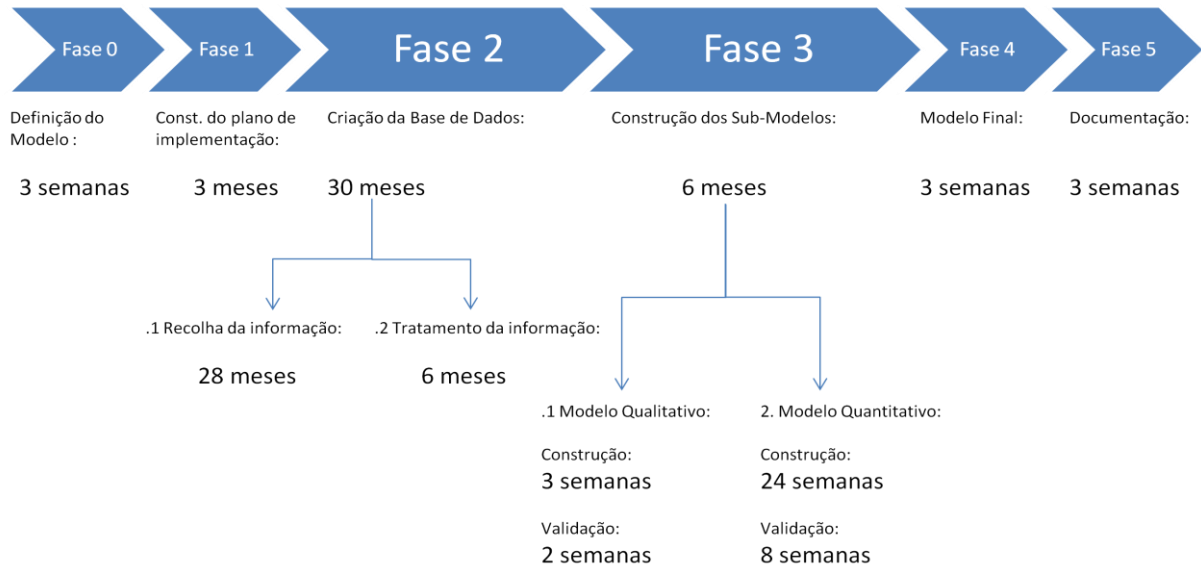 Fase 0
Fase 1
Fase 2
Fase 3
Fase 4
Fase 5
Definição do
Modelo :
3 semanas
Const. do plano de
implementação:
3 meses
Criação da Base de Dados:
30 meses
Construção dos Sub-Modelos:
6 meses
Modelo Final:
3 semanas
Documentação:
3 semanas
.1 Recolha da informação:
28 meses
.2 Tratamento da informação:
6 meses
.1 Modelo Qualitativo:
Construção:
3 semanas
Validação:
2 semanas
2. Modelo Quantitativo:
Construção:
24 semanas
Validação:
8 semanas